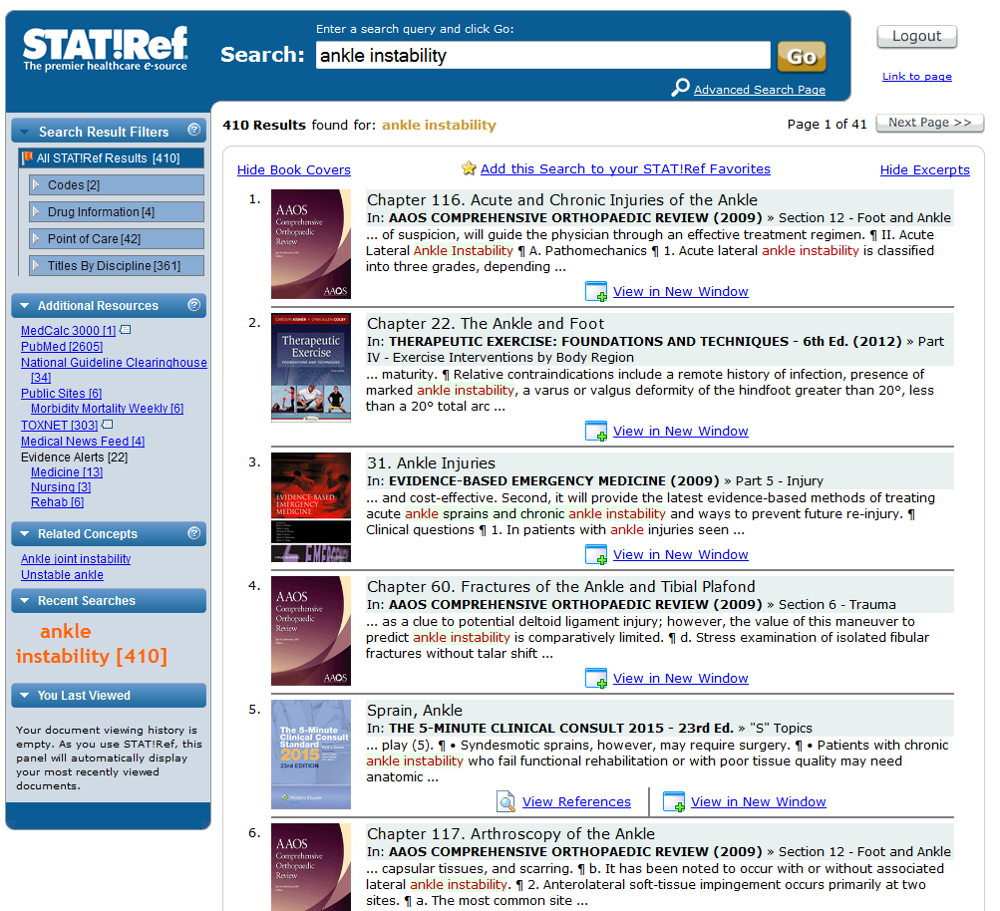 STAT!Ref
The premier healthcare e-source
Enter a search query and click Go:
Search: ankle instability Go
Advanced Search Page
Logout
Link to page
Search Result Filters
All STAT!Ref Results [410]
Codes [2]
Drug Information [4]
Point of Care [42]
Titles By Discipline [361]
Additional Resources
MedCalc 3000 [1]
PubMed [2605]
National Guideline Clearinghouse
[34]
Public Sites [6]
Morbidity Mortality Weekly [6]
TOXNET [303]
Medical News Feed [4]
Evidence Alerts [22]
Medicine [13]
Nursing [3]
Rehab [6]
Related Concepts
Ankle joint instability
Unstable ankle
Recent Searches
ankle
instability [410]
You Last Viewed
Your document viewing history is
empty. As you use STAT!Ref, this
panel will automatically display
your most recently viewed
documents.
410 Results found for: ankle instability
Page 1 of 41 Next Page >>
Hide Book Covers
Add this Search to your STAT!Ref Favorites
Hide Excerpts
1.
AAOS
Comprehensive
Orthopaedic
Review
AAOS
Chapter 116. Acute and Chronic Injuries of the Ankle
In: AAOS COMPREHENSIVE ORTHOPAEDIC REVIEW (2009) » Section 12 - Foot and Ankle
... of suspicion, will guide the physician through an effective treatment regimen. ¶ II. Acute
Lateral Ankle Instability ¶ A. Pathomechanics ¶ 1. Acute lateral ankle instability is classified
into three grades, depending ...
View in New Window
2.
CAROLYN KISNER LYNN ALLEN COLBY
Therapeutic
Exercise
FOUNDATIONS AND TECHNIQUES
Chapter 22. The Ankle and Foot
In: THERAPEUTIC EXERCISE: FOUNDATIONS AND TECHNIQUES - 6th Ed. (2012) » Part
IV - Exercise Interventions by Body Region
... maturity. ¶ Relative contraindications include a remote history of infection, presence of
marked ankle instability, a varus or valgus deformity of the hindfoot greater than 20°, less
than a 20° total arc ...
View in New Window
3.
EVIDENCE-BASED
EMERGENCY
MEDICINE
31. Ankle Injuries
In: EVIDENCE-BASED EMERGENCY MEDICINE (2009) » Part 5 - Injury
... and cost-effective. Second, it will provide the latest evidence-based methods of treating
acute ankle sprains and chronic ankle instability and ways to prevent future re-injury. ¶
Clinical questions ¶ 1. In patients with ankle injuries seen ...
View in New Window
4.
AAOS
Comprehensive
Orthopaedic
Review
AAOS
Chapter 60. Fractures of the Ankle and Tibial Plafond
In: AAOS COMPREHENSIVE ORTHOPAEDIC REVIEW (2009) » Section 6 - Trauma
... as a clue to potential deltoid ligament injury; however, the value of this maneuver to
predict ankle instability is comparatively limited. ¶ d. Stress examination of isolated fibular
fractures without talar shift ...
View in New Window
5.
The 5-Minute
Clinical Consult
Standard
2015
23rd EDITION
Wolters Kluwer
Sprain, Ankle
In: THE 5-MINUTE CLINICAL CONSULT 2015 - 23rd Ed. » "S" Topics
... play (5). ¶ • Syndesmotic sprains, however, may require surgery. ¶ • Patients with chronic
ankle instability who fail functional rehabilitation or with poor tissue quality may need
anatomic ...
View References
View in New Window
6.
AAOS
Comprehensive
Orthopaedic
Review
Chapter 117. Arthroscopy of the Ankle
In: AAOS COMPREHENSIVE ORTHOPAEDIC REVIEW (2009) » Section 12 - Foot and Ankle
... capsular tissues, and scarring. ¶ b. It has been noted to occur with or without associated
lateral ankle instability. ¶ 2. Anterolateral soft-tissue impingement occurs primarily at two
sites. ¶ a. The most common site ...